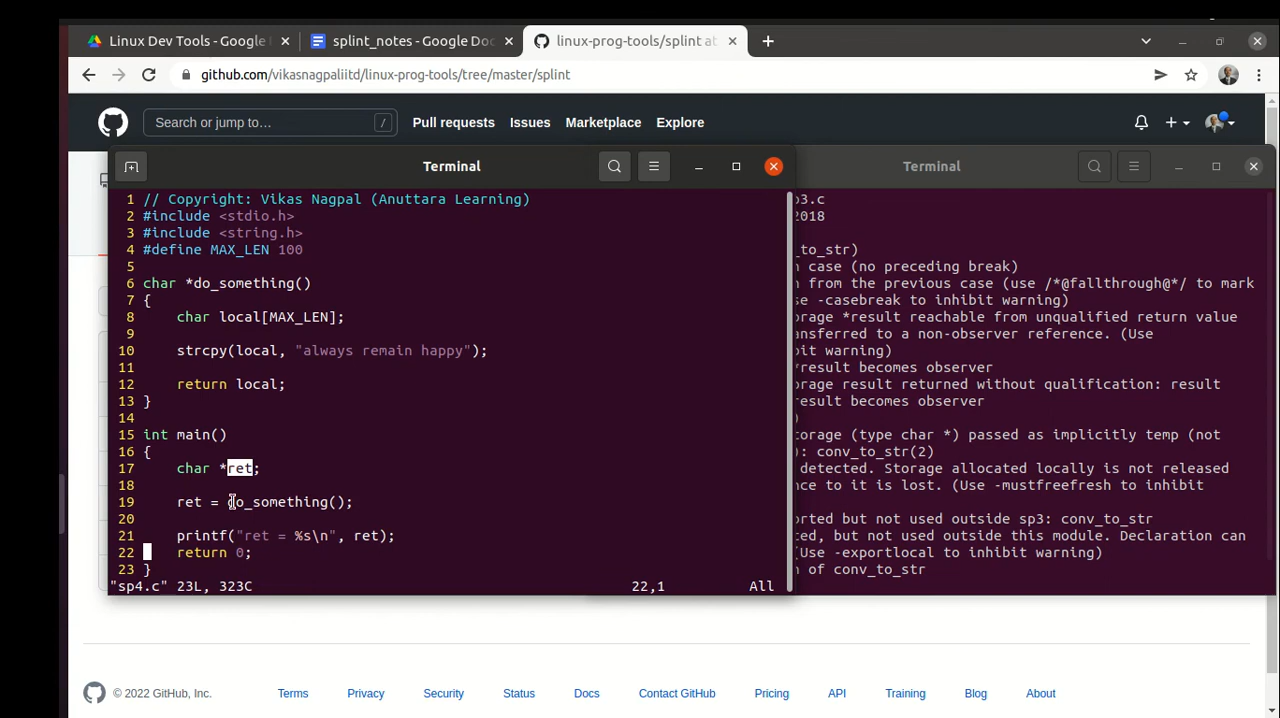 Linux Dev Tools - Google
splint_notes - Google Doc
linux-prog-tools/splint at
github.com/vikasnagpaliitd/linux-prog-tools/tree/master/splint
Search or jump to…
/
Pull requests
Issues
Marketplace
Explore
Terminal
1 // Copyright: Vikas Nagpal (Anuttara Learning)
2 #include <stdio.h>
3 #include <string.h>
4 #define MAX_LEN 100
5
6 char *do_something()
7 {
8 char local[MAX_LEN];
9
10 strcpy(local, "always remain happy");
11
12 return local;
13 }
14
15 int main()
16 {
17 char *ret;
18
19 ret = do_something();
20
21 printf("ret = %s\n", ret);
22 return 0;
23 }
"sp4.c" 23L, 323C 22,1 All
Terminal
p3.c
2018
_to_str)
n case (no preceding break)
n from the previous case (use /*@fallthrough@*/ to mark
se -casebreak to inhibit warning)
orage *result reachable from unqualified return value
ansferred to a non-observer reference. (Use
bit warning)
*result becomes observer
orage result returned without qualification: result
result becomes observer
)
torage (type char *) passed as implicitly temp (not
): conv_to_str(2)
detected. Storage allocated locally is not released
nce to it is lost. (Use -mustfreefresh to inhibit
orted but not used outside sp3: conv_to_str
ted, but not used outside this module. Declaration can
(Use -exportlocal to inhibit warning)
n of conv_to_str
© 2022 GitHub, Inc.
Terms
Privacy
Security
Status
Docs
Contact GitHub
Pricing
API
Training
Blog
About